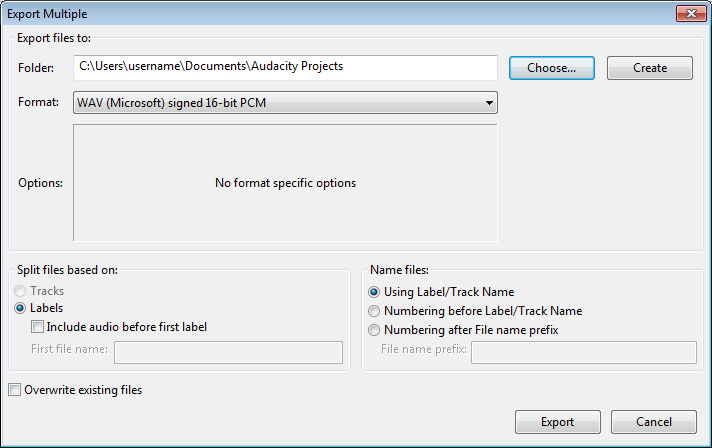 Export Multiple
Export files to:
Folder: C:\Users\username\Documents\Audacity Projects Choose... Create
Format: WAV (Microsoft) signed 16-bit PCM
Options: No format specific options
Split files based on:
Tracks
Labels
Include audio before first label
First file name:
Name files:
Using Label/Track Name
Numbering before Label/Track Name
Numbering after File name prefix
File name prefix:
Overwrite existing files
Export Cancel